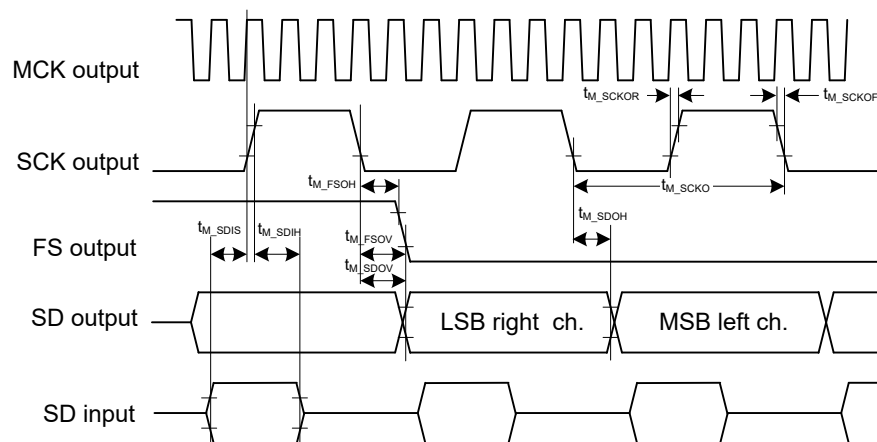 MCK output
t_M_SCKOR
t_M_SCKOF
SCK output
t_M_FSOH
t_M_SCKO
t_M_SDIS
t_M_SDIH
t_M_SDOH
FS output
t_M_FSOV
t_M_SDOV
SD output
LSB right ch.
MSB left ch.
SD input